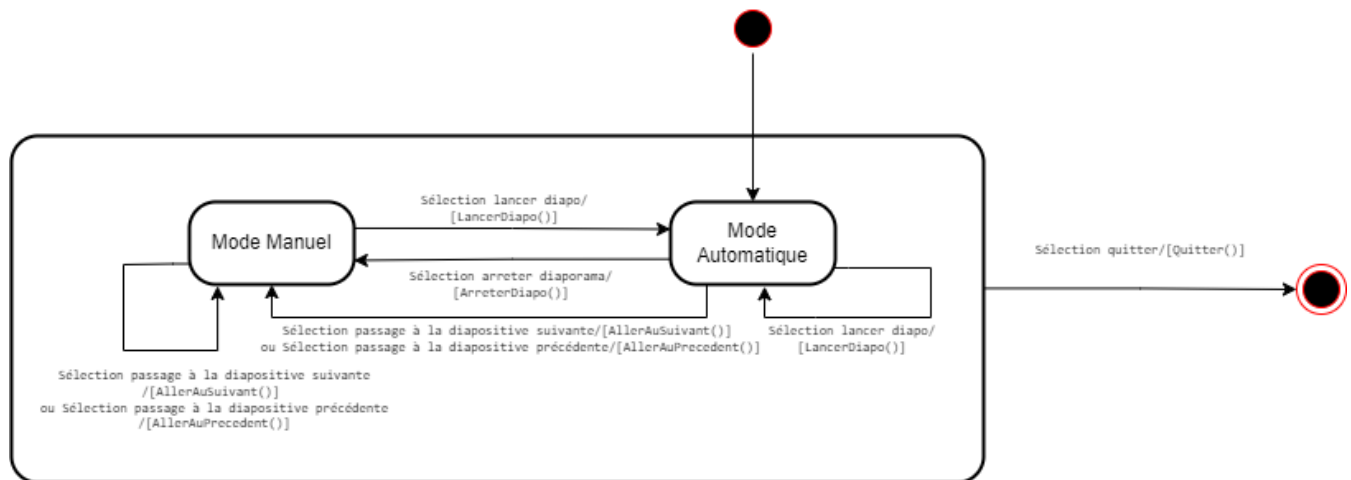 Sélection lancer diapo/
[LancerDiapo()]
Mode Manuel
Mode
Automatique
Sélection quitter/[Quitter()]
Sélection arreter diaporama/
[ArreterDiapo()]
Sélection passage à la diapositive suivante/[AllerAuSuivant()]
ou Sélection passage à la diapositive précédente/[AllerAuPrecedent()]
Sélection lancer diapo/
[LancerDiapo()]
Sélection passage à la diapositive suivante
/[AllerAuSuivant()]
ou Sélection passage à la diapositive précédente
/[AllerAuPrecedent()]